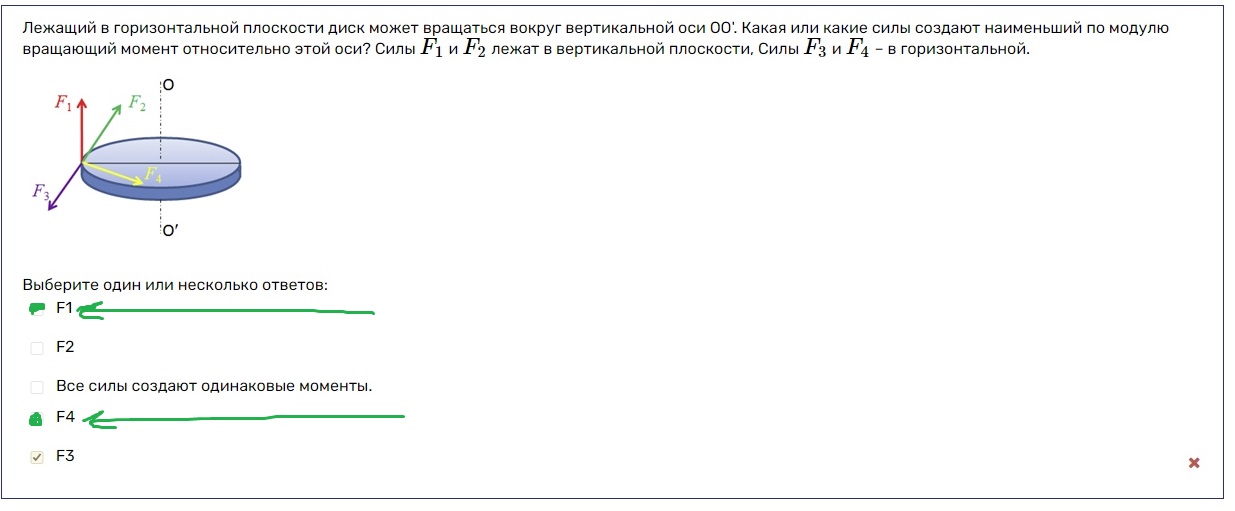 Лежащий в горизонтальной плоскости диск может вращаться вокруг вертикальной оси OO'. Какая или какие силы создают наименьший по модулю
вращающий момент относительно этой оси? Силы F₁ и F₂ лежат в вертикальной плоскости, Силы F₃ и F₄ – в горизонтальной.
O
F₁
F₂
F₄
F₃
O′
Выберите один или несколько ответов:
F1
F2
Все силы создают одинаковые моменты.
F4
F3